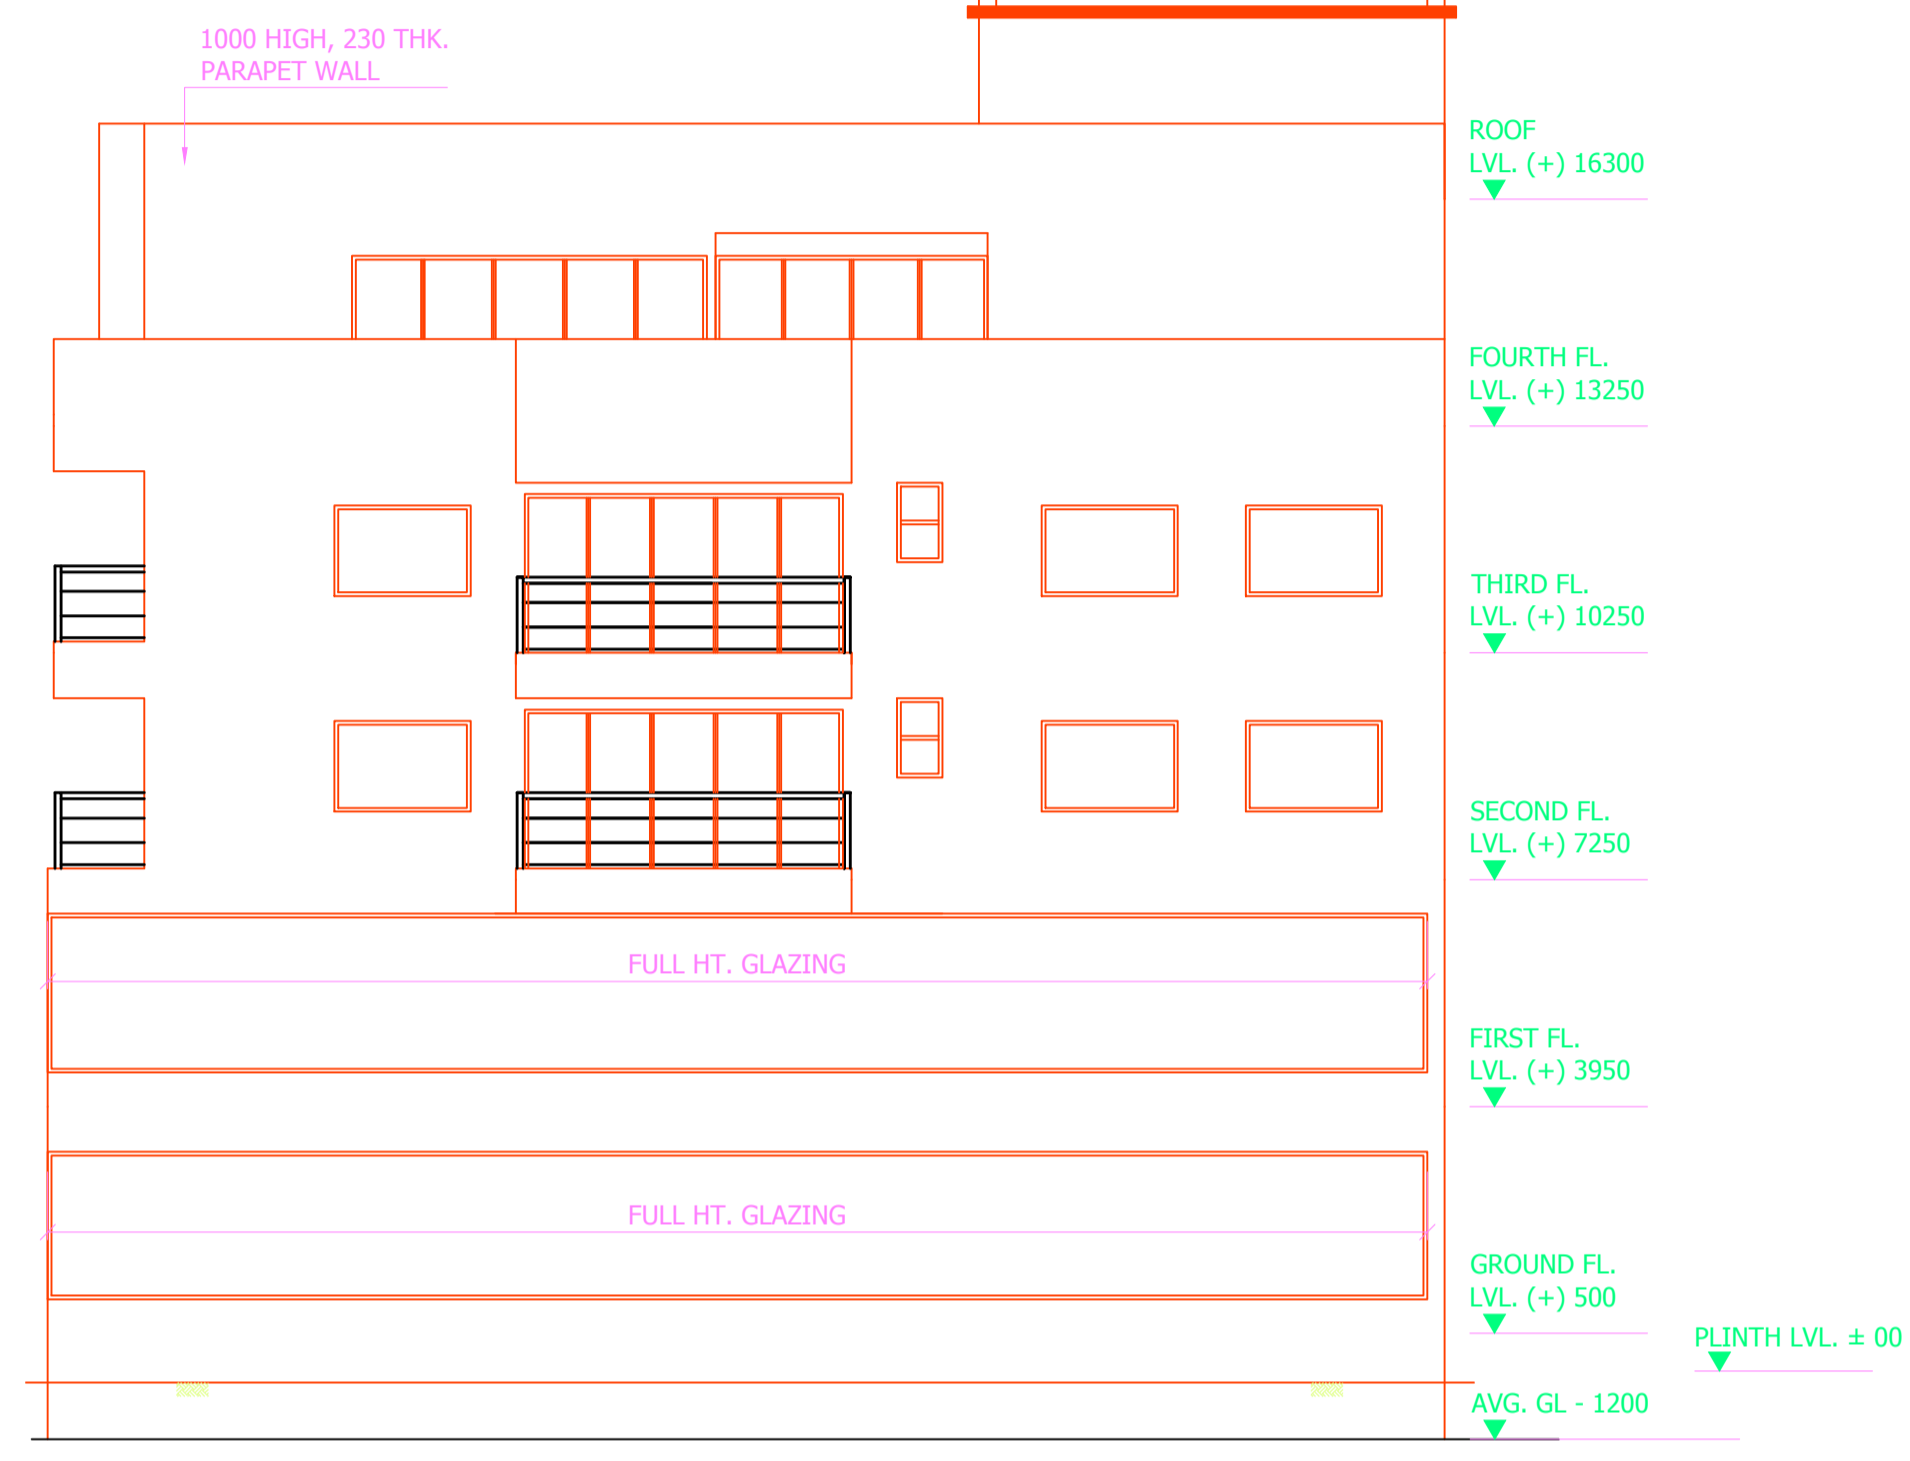 1000 HIGH, 230 THK.
PARAPET WALL
ROOF
LVL. (+) 16300
FOURTH FL.
LVL. (+) 13250
THIRD FL.
LVL. (+) 10250
SECOND FL.
LVL. (+) 7250
FULL HT. GLAZING
FIRST FL.
LVL. (+) 3950
FULL HT. GLAZING
GROUND FL.
LVL. (+) 500
PLINTH LVL. ± 00
AVG. GL - 1200